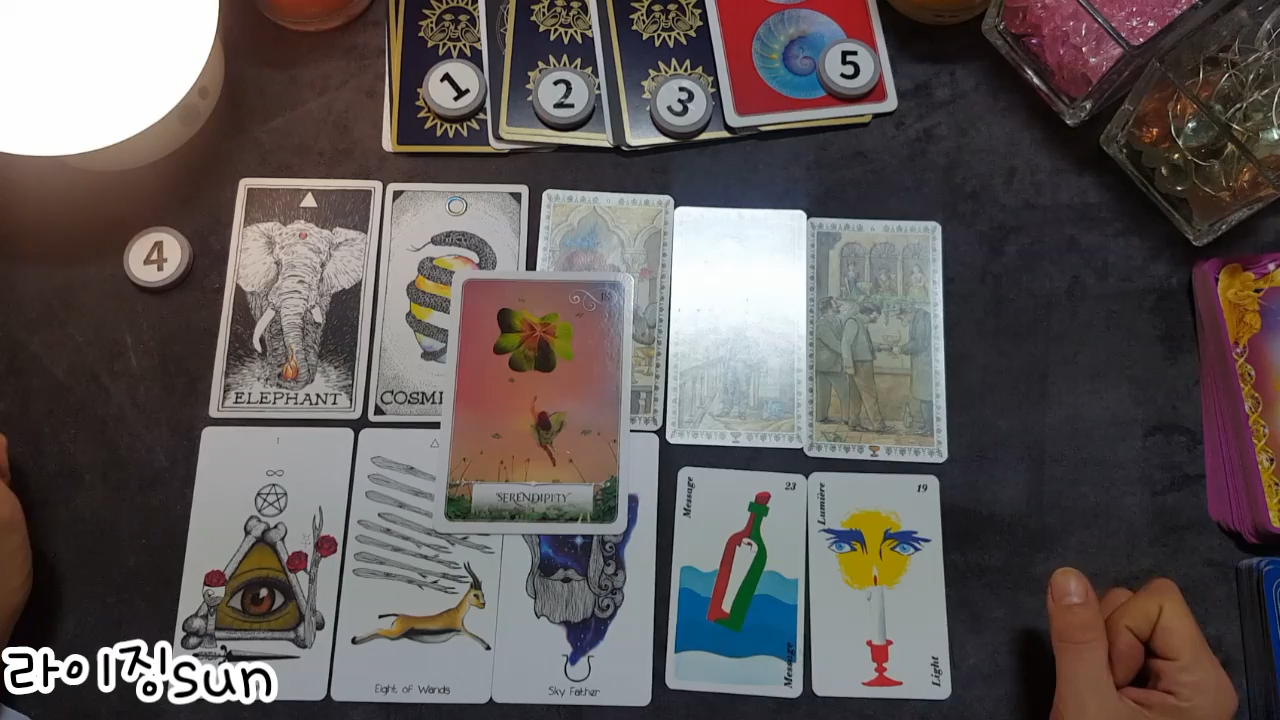 1
2
3
5
4
ELEPHANT
COSMI
18
SERENDIPITY
I
Eight of Wands
Sky Father
Message
23
Message
Lumière
19
Light
라이징sun